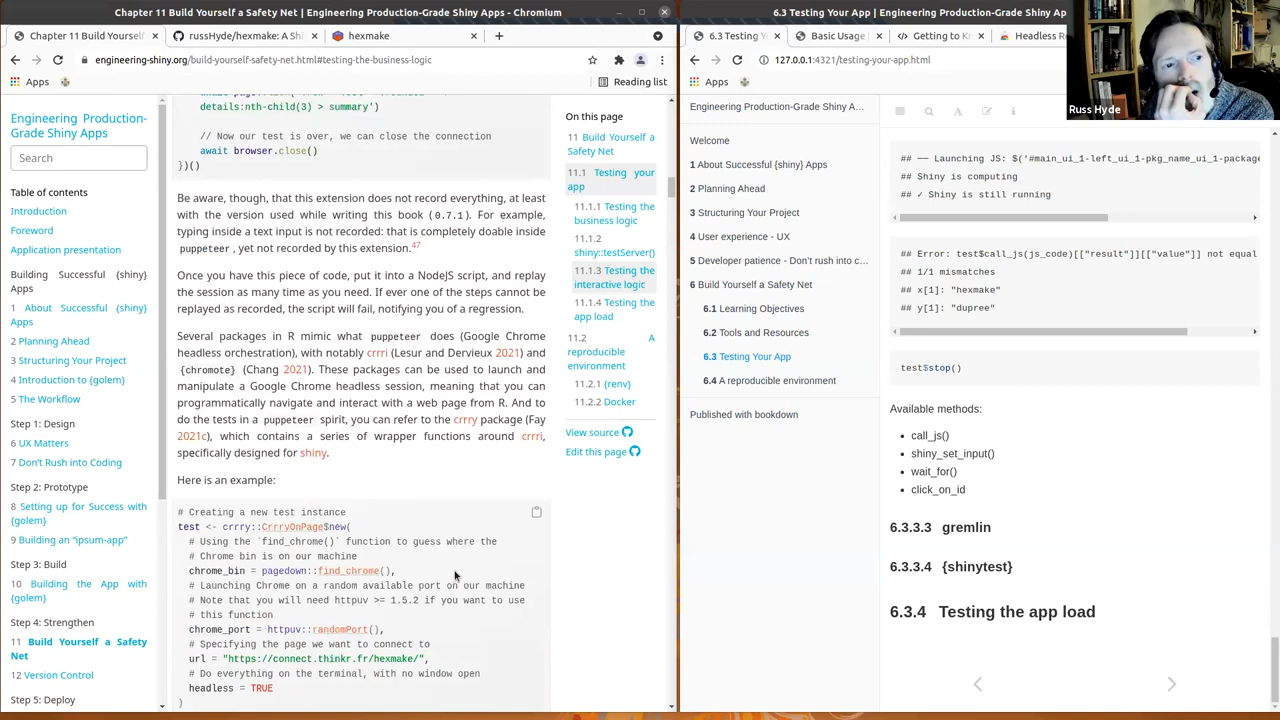 Chapter 11 Build Yourself a Safety Net | Engineering Production-Grade Shiny Apps - Chromium
Chapter 11 Build Yourself
russHyde/hexmake: A Shi
hexmake
engineering-shiny.org/build-yourself-safety-net.html#testing-the-business-logic
Apps
Reading list
details:nth-child(3) > summary')
// Now our test is over, we can close the connection
await browser.close()
})()
Be aware, though, that this extension does not record everything, at least
with the version used while writing this book (0.7.1). For example,
typing inside a text input is not recorded: that is completely doable inside
puppeteer, yet not recorded by this extension.47
Once you have this piece of code, put it into a NodeJS script, and replay
the session as many time as you need. If ever one of the steps cannot be
replayed as recorded, the script will fail, notifying you of a regression.
Several packages in R mimic what puppeteer does (Google Chrome
headless orchestration), with notably crrri (Lesur and Dervieux 2021) and
{chromote} (Chang 2021). These packages can be used to launch and
manipulate a Google Chrome headless session, meaning that you can
programmatically navigate and interact with a web page from R. And to
do the tests in a puppeteer spirit, you can refer to the crrry package (Fay
2021c), which contains a series of wrapper functions around crrri,
specifically designed for shiny.
Here is an example:
# Creating a new test instance
test <- crrry::CrrryOnPage$new(
# Using the `find_chrome()` function to guess where the
# Chrome bin is on our machine
chrome_bin = pagedown::find_chrome(),
# Launching Chrome on a random available port on our machine
# Note that you will need httpuv >= 1.5.2 if you want to use
# this function
chrome_port = httpuv::randomPort(),
# Specifying the page we want to connect to
url = "https://connect.thinkr.fr/hexmake/",
# Do everything on the terminal, with no window open
headless = TRUE
)
Engineering Production-
Grade Shiny Apps
Search
Table of contents
Introduction
Foreword
Application presentation
Building Successful {shiny}
Apps
1 About Successful {shiny}
Apps
2 Planning Ahead
3 Structuring Your Project
4 Introduction to {golem}
5 The Workflow
Step 1: Design
6 UX Matters
7 Don't Rush into Coding
Step 2: Prototype
8 Setting up for Success with
{golem}
9 Building an "ipsum-app"
Step 3: Build
10 Building the App with
{golem}
Step 4: Strengthen
11 Build Yourself a Safety
Net
12 Version Control
Step 5: Deploy
On this page
11 Build Yourself a
Safety Net
11.1 Testing your
app
11.1.1 Testing the
business logic
11.1.2
shiny::testServer()
11.1.3 Testing the
interactive logic
11.1.4 Testing the
app load
11.2 A
reproducible
environment
11.2.1 {renv}
11.2.2 Docker
View source
Edit this page
6.3 Testing Your App | Engineering Production-Grade Shiny Ap
6.3 Testing Y
Basic Usage
Getting to K
Headless R
127.0.0.1:4321/testing-your-app.html
Apps
Russ Hyde
Engineering Production-Grade Shiny A...
Welcome
1 About Successful {shiny} Apps
2 Planning Ahead
3 Structuring Your Project
4 User experience - UX
5 Developer patience - Don't rush into c...
6 Build Yourself a Safety Net
6.1 Learning Objectives
6.2 Tools and Resources
6.3 Testing Your App
6.4 A reproducible environment
Published with bookdown
## ── Launching JS: $('#main_ui_1-left_ui_1-pkg_name_ui_1-package
## Shiny is computing
## ✓ Shiny is still running
## Error: test$call_js(js_code)[["result"]][["value"]] not equal
## 1/1 mismatches
## x[1]: "hexmake"
## y[1]: "dupree"
test$stop()
Available methods:
• call_js()
• shiny_set_input()
• wait_for()
• click_on_id
6.3.3.3 gremlin
6.3.3.4 {shinytest}
6.3.4 Testing the app load